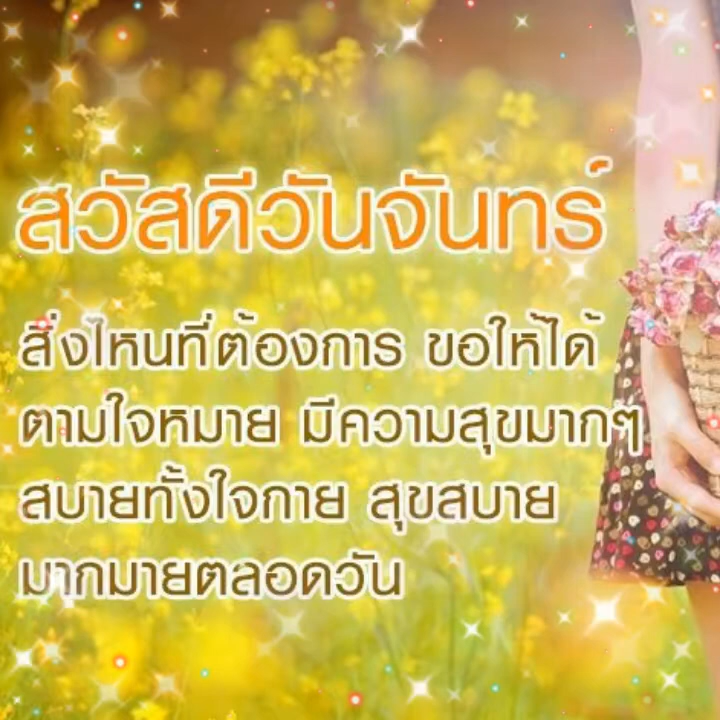 สวัสดีวันจันทร์
สิ่งไหนที่ต้องการ ขอให้ได้
ตามใจหมาย มีความสุขมากๆ
สบายทั้งใจกาย สุขสบาย
มากมายตลอดวัน